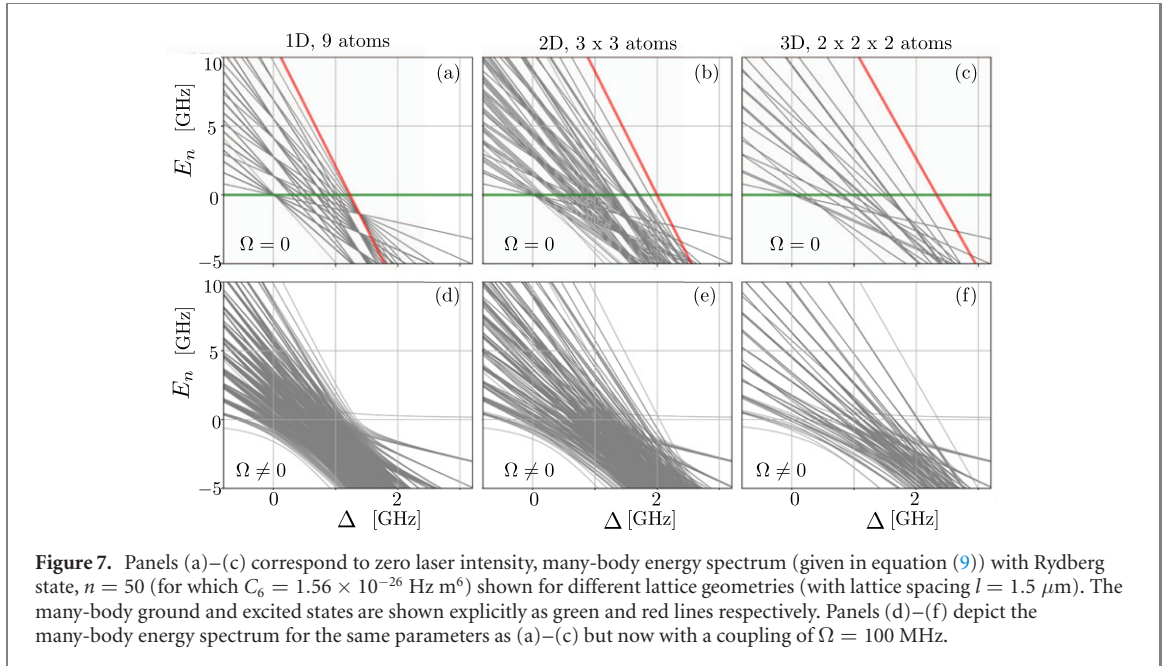 1D, 9 atoms
2D, 3 x 3 atoms
3D, 2 x 2 x 2 atoms
10
5
0
−5
E_n [GHz]
(a)
Ω = 0
(b)
Ω = 0
(c)
Ω = 0
10
5
0
−5
E_n [GHz]
(d)
Ω ≠ 0
(e)
Ω ≠ 0
(f)
Ω ≠ 0
0 2
0 2
0 2
Δ [GHz]
Δ [GHz]
Δ [GHz]
Figure 7. Panels (a)–(c) correspond to zero laser intensity, many-body energy spectrum (given in equation (9)) with Rydberg
state, n = 50 (for which C₆ = 1.56 × 10⁻²⁶ Hz m⁶) shown for different lattice geometries (with lattice spacing l = 1.5 μm). The
many-body ground and excited states are shown explicitly as green and red lines respectively. Panels (d)–(f) depict the
many-body energy spectrum for the same parameters as (a)–(c) but now with a coupling of Ω = 100 MHz.